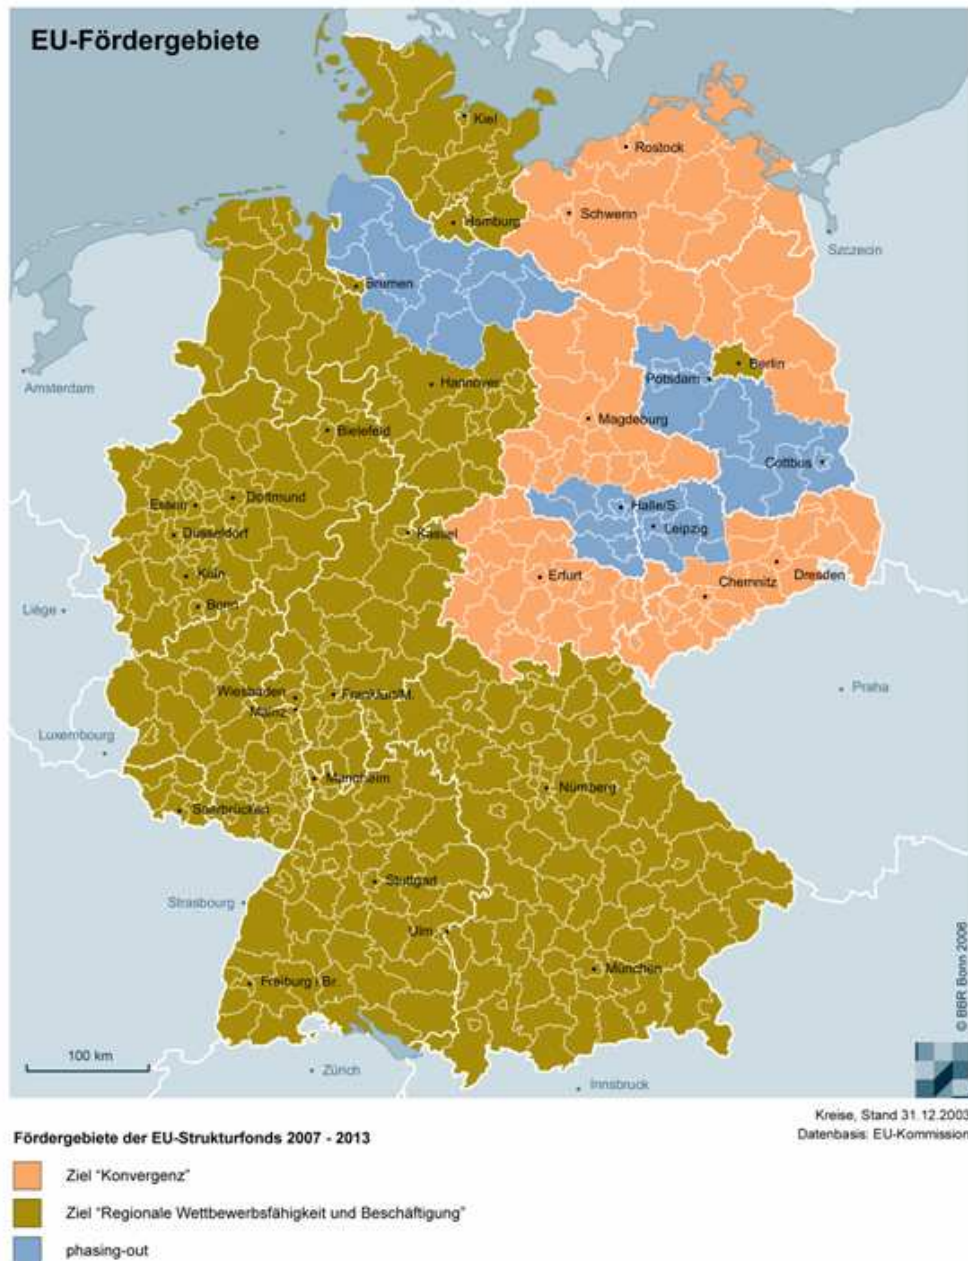 EU-Fördergebiete
Kiel
Rostock
Hamburg
Schwerin
Szczecin
Bremen
Berlin
Amsterdam
Hannover
Potsdam
Magdeburg
Bielefeld
Cottbus
Essen
Dortmund
Halle/S.
Leipzig
Düsseldorf
Kassel
Köln
Erfurt
Dresden
Chemnitz
Bonn
Liége
Praha
Wiesbaden
Frankfurt/M.
Mainz
Luxembourg
Mannheim
Nürnberg
Saarbrücken
Stuttgart
Strasbourg
Ulm
München
Freiburg i.Br.
© BBR Bonn 2006
100 km
Zürich
Innsbruck
Kreise, Stand 31.12.2003
Datenbasis: EU-Kommission
Fördergebiete der EU-Strukturfonds 2007 - 2013
Ziel "Konvergenz"
Ziel "Regionale Wettbewerbsfähigkeit und Beschäftigung"
phasing-out